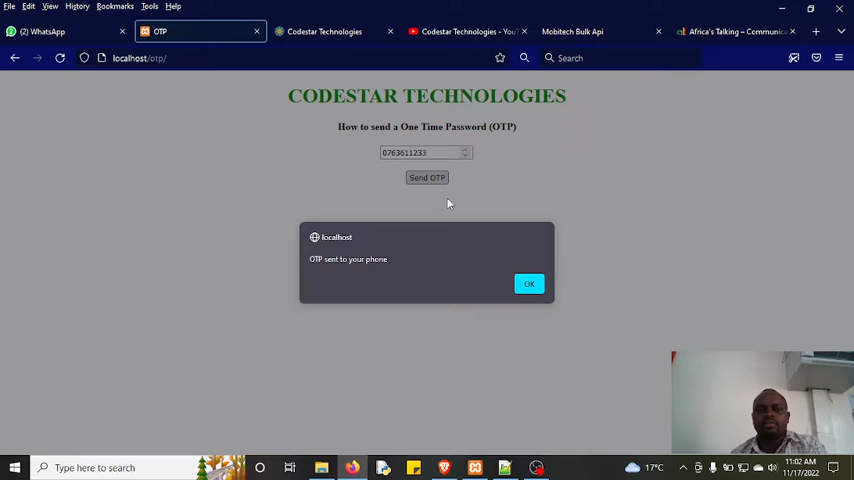 File Edit View History Bookmarks Tools Help
(2) WhatsApp
OTP
Codestar Technologies
Codestar Technologies - YouT
Mobitech Bulk Api
Africa's Talking – Communica
localhost/otp/
Search
CODESTAR TECHNOLOGIES
How to send a One Time Password (OTP)
0763611233
Send OTP
localhost
OTP sent to your phone
OK
Type here to search
17°C
11:02 AM
11/17/2022